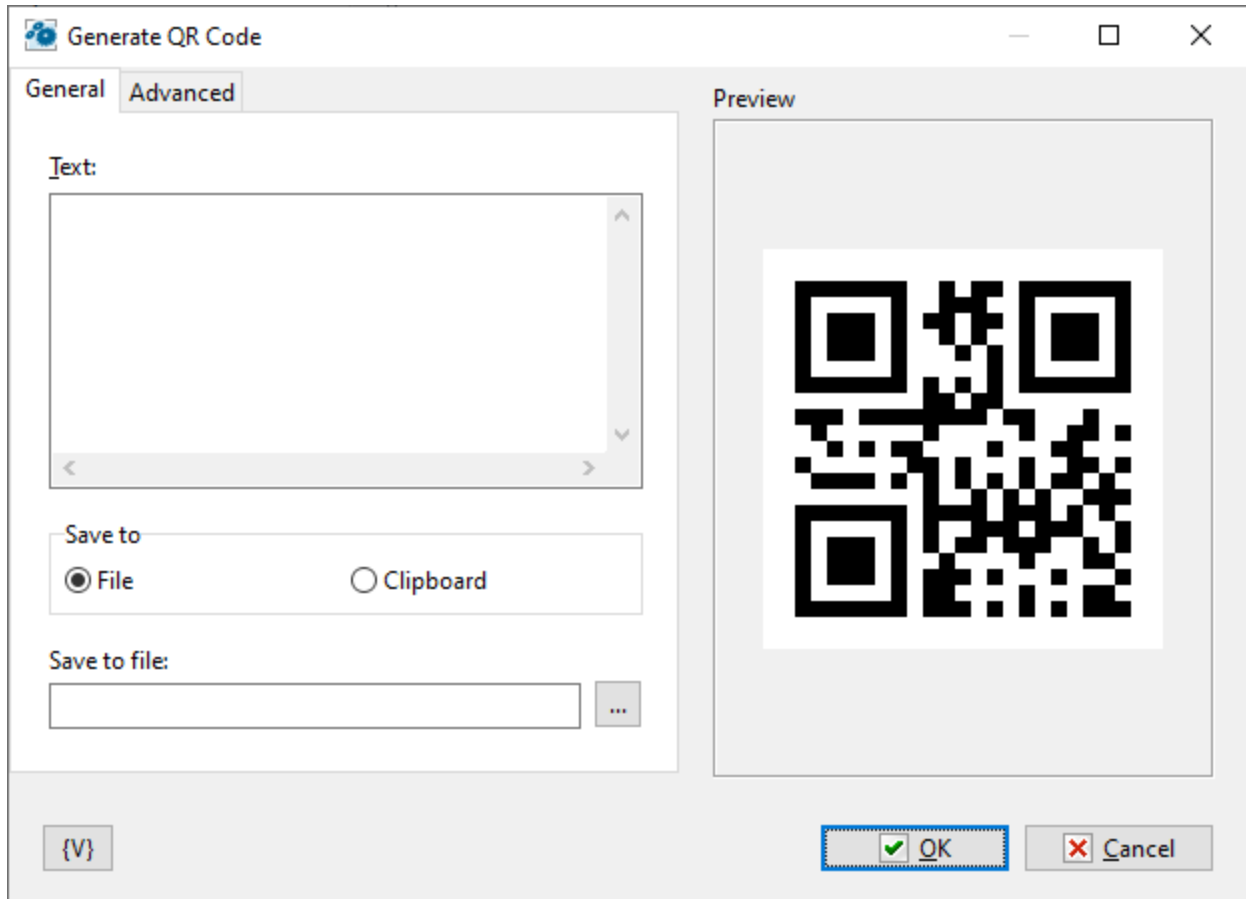 Generate QR Code
General
Advanced
Preview
Text:
Save to
File
Clipboard
Save to file:
...
{V}
OK
Cancel